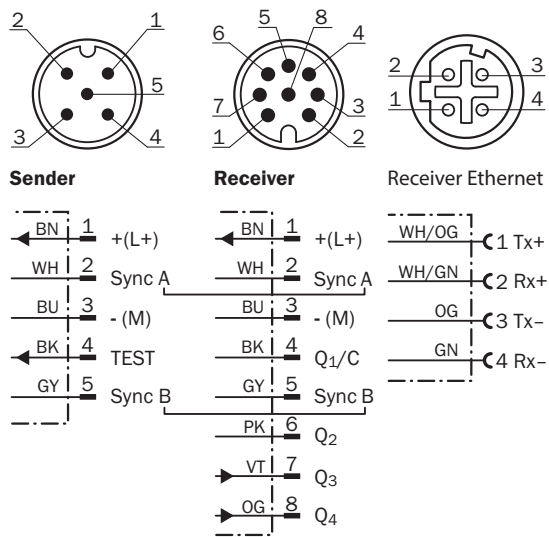 2 1 5 3 4
5 8 6 4 7 3 1 2
2 3 1 4
Sender
BN 1 +(L+)
WH 2 Sync A
BU 3 - (M)
BK 4 TEST
GY 5 Sync B
Receiver
BN 1 +(L+)
WH 2 Sync A
BU 3 - (M)
BK 4 Q1/C
GY 5 Sync B
PK 6 Q2
VT 7 Q3
OG 8 Q4
Receiver Ethernet
WH/OG 1 Tx+
WH/GN 2 Rx+
OG 3 Tx–
GN 4 Rx–